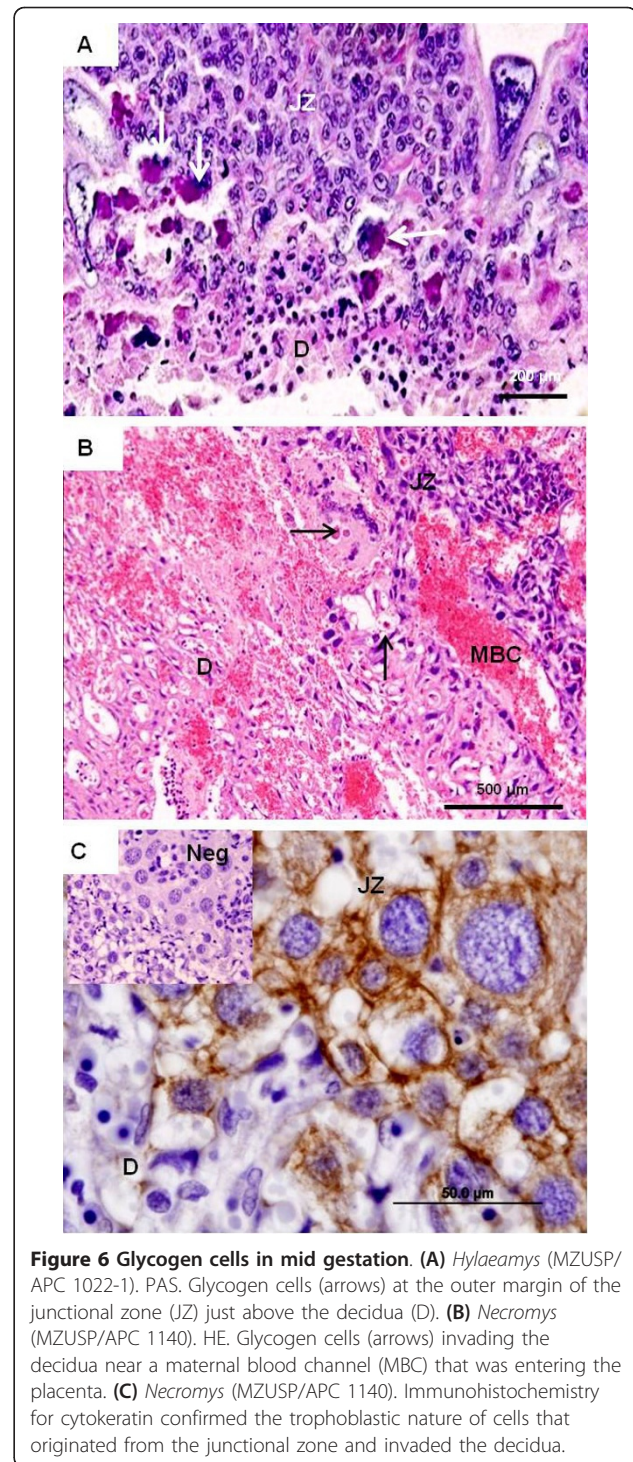 A
JZ
D
200 µm
B
JZ
D
MBC
500 µm
C
Neg
JZ
D
50.0 µm
Figure 6 Glycogen cells in mid gestation. (A) Hylaeamys (MZUSP/
APC 1022-1). PAS. Glycogen cells (arrows) at the outer margin of the
junctional zone (JZ) just above the decidua (D). (B) Necromys
(MZUSP/APC 1140). HE. Glycogen cells (arrows) invading the
decidua near a maternal blood channel (MBC) that was entering the
placenta. (C) Necromys (MZUSP/APC 1140). Immunohistochemistry
for cytokeratin confirmed the trophoblastic nature of cells that
originated from the junctional zone and invaded the decidua.